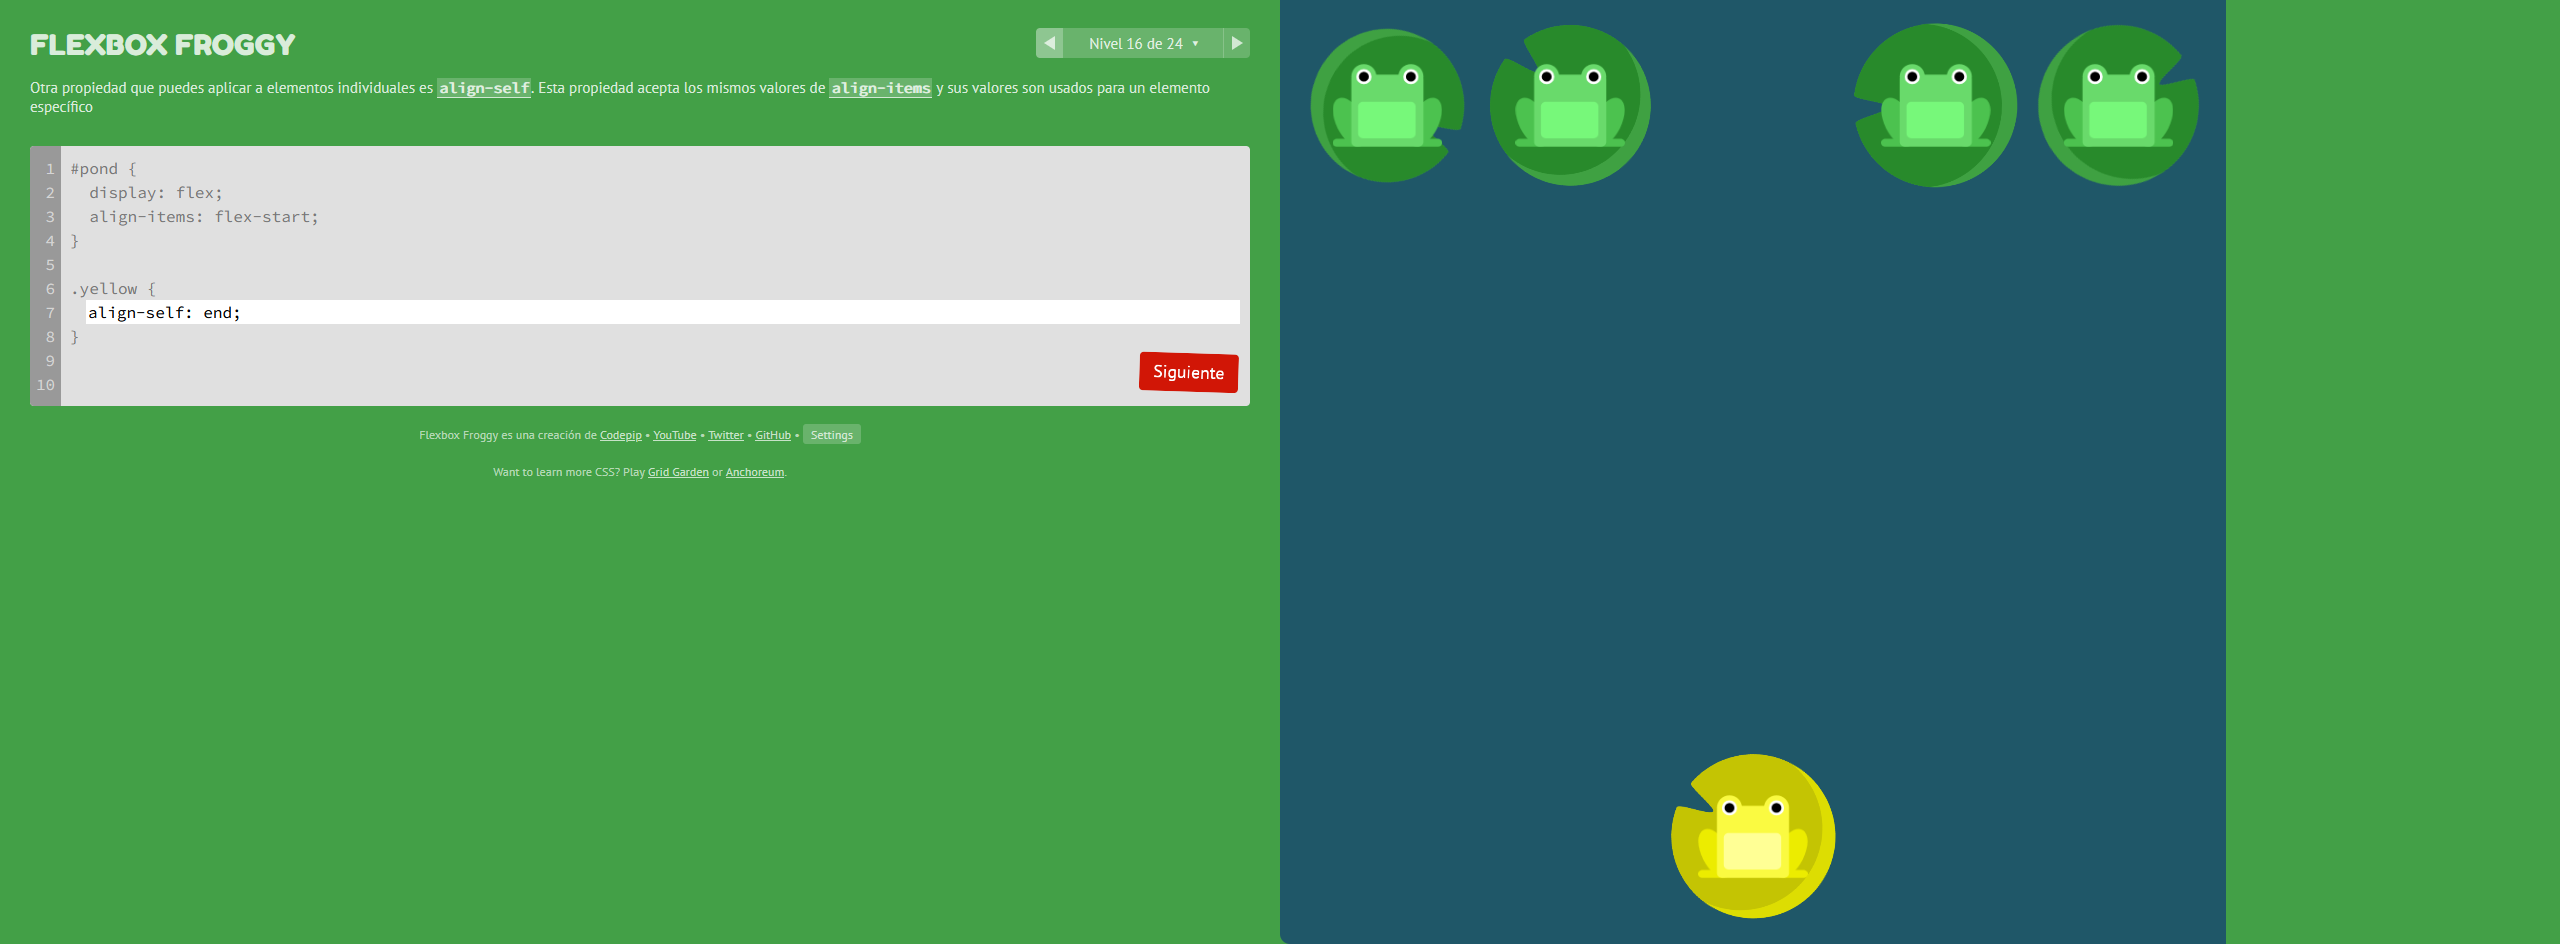 FLEXBOX FROGGY
Nivel 16 de 24 ▼
Otra propiedad que puedes aplicar a elementos individuales es align-self. Esta propiedad acepta los mismos valores de align-items y sus valores son usados para un elemento
específico
1 #pond {
2 display: flex;
3 align-items: flex-start;
4 }
5
6 .yellow {
7 align-self: end;
8 }
9
10
Siguiente
Flexbox Froggy es una creación de Codepip • YouTube • Twitter • GitHub • Settings
Want to learn more CSS? Play Grid Garden or Anchoreum.